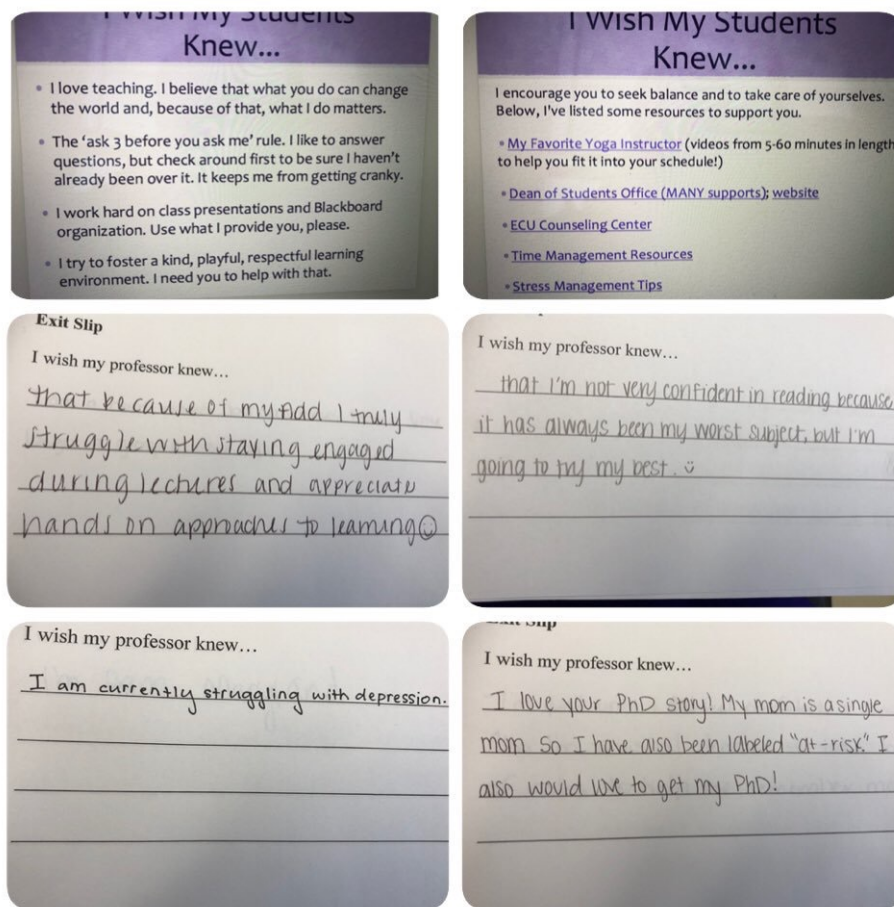 I Wish My Students
Knew...
• I love teaching. I believe that what you do can change
the world and, because of that, what I do matters.
• The 'ask 3 before you ask me' rule. I like to answer
questions, but check around first to be sure I haven't
already been over it. It keeps me from getting cranky.
• I work hard on class presentations and Blackboard
organization. Use what I provide you, please.
• I try to foster a kind, playful, respectful learning
environment. I need you to help with that.
I Wish My Students
Knew...
I encourage you to seek balance and to take care of yourselves.
Below, I've listed some resources to support you.
• My Favorite Yoga Instructor (videos from 5-60 minutes in length
to help you fit it into your schedule!)
• Dean of Students Office (MANY supports); website
• ECU Counseling Center
• Time Management Resources
• Stress Management Tips
Exit Slip
I wish my professor knew...
that because of my Add I truly
struggle with staying engaged
during lectures and appreciate
hands on approaches to learning☺
I wish my professor knew...
that I'm not very confident in reading because
it has always been my worst subject, but I'm
going to try my best. ☺
I wish my professor knew...
I am currently struggling with depression.
Exit Slip
I wish my professor knew...
I love your PhD story! My mom is a single
mom so I have also been labeled "at-risk." I
also would love to get my PhD!